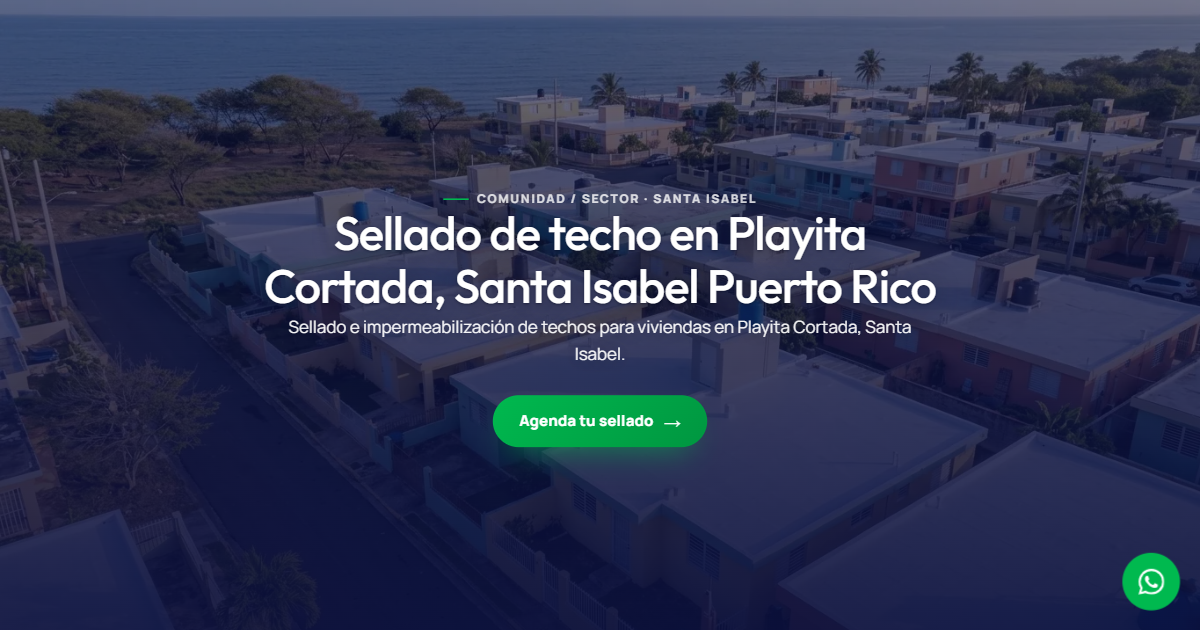 COMUNIDAD / SECTOR · SANTA ISABEL
Sellado de techo en Playita
Cortada, Santa Isabel Puerto Rico
Sellado e impermeabilización de techos para viviendas en Playita Cortada, Santa
Isabel.
Agenda tu sellado →